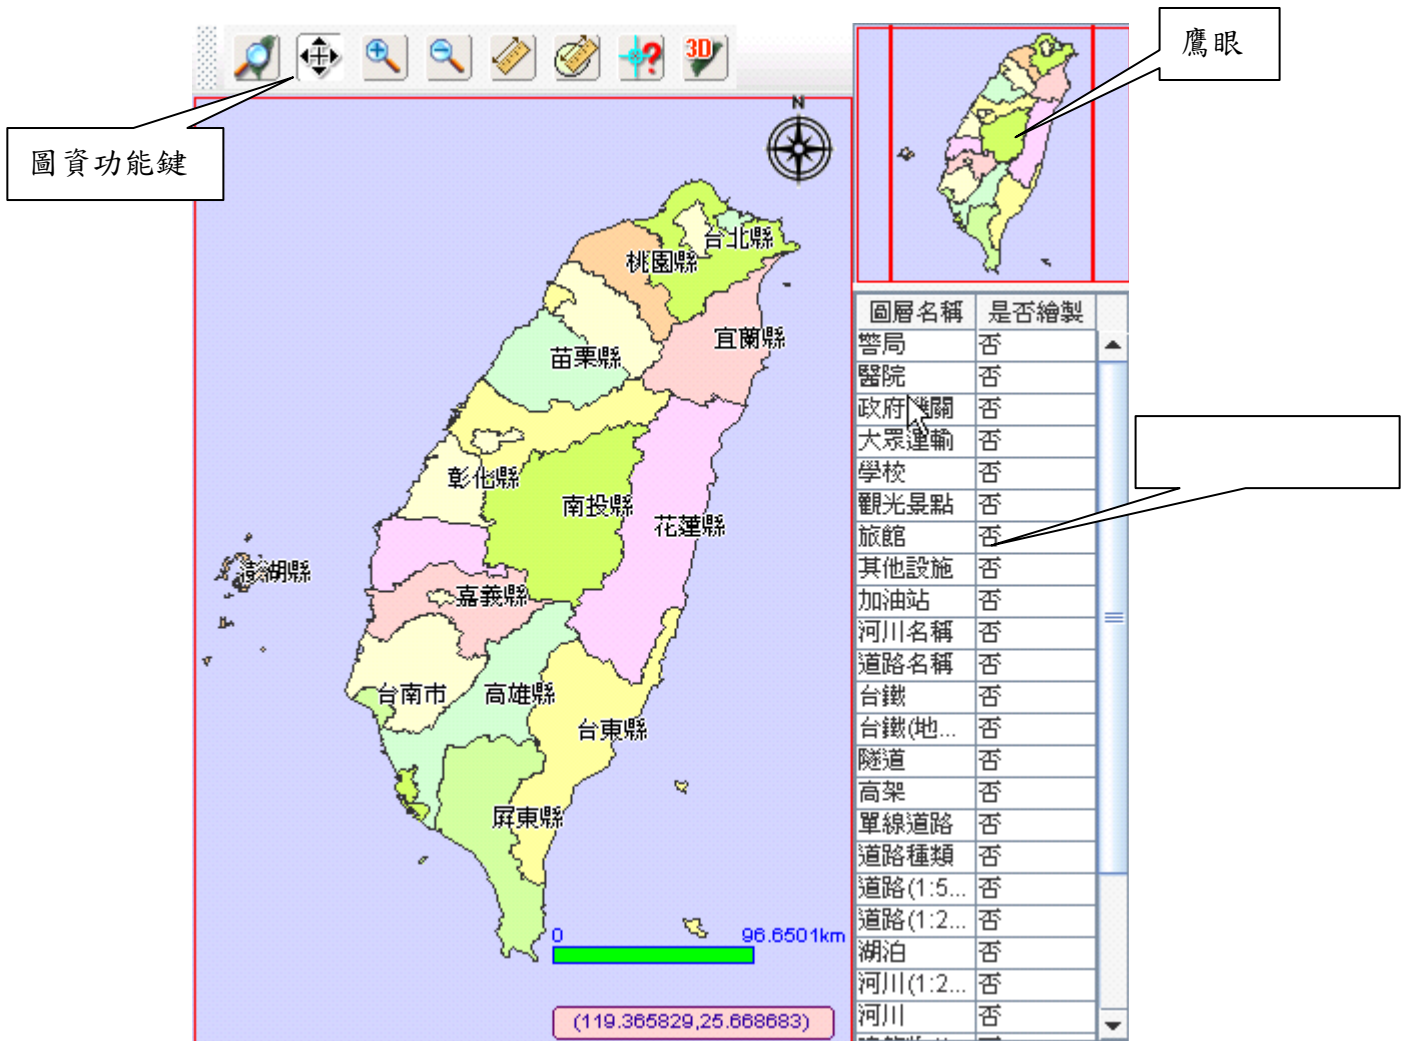 3D
?
鷹眼
圖資功能鍵
N
台北縣
桃園縣
宜蘭縣
苗栗縣
彰化縣
南投縣
花蓮縣
澎湖縣
嘉義縣
台南市
高雄縣
台東縣
屏東縣
0 96.6501km
(119.365829,25.668683)
圖層名稱 是否繪製
警局 否
醫院 否
政府機關 否
大眾運輸 否
學校 否
觀光景點 否
旅館 否
其他設施 否
加油站 否
河川名稱 否
道路名稱 否
台鐵 否
台鐵(地... 否
隧道 否
高架 否
單線道路 否
道路種類 否
道路(1:5... 否
道路(1:2... 否
湖泊 否
河川(1:2... 否
河川 否